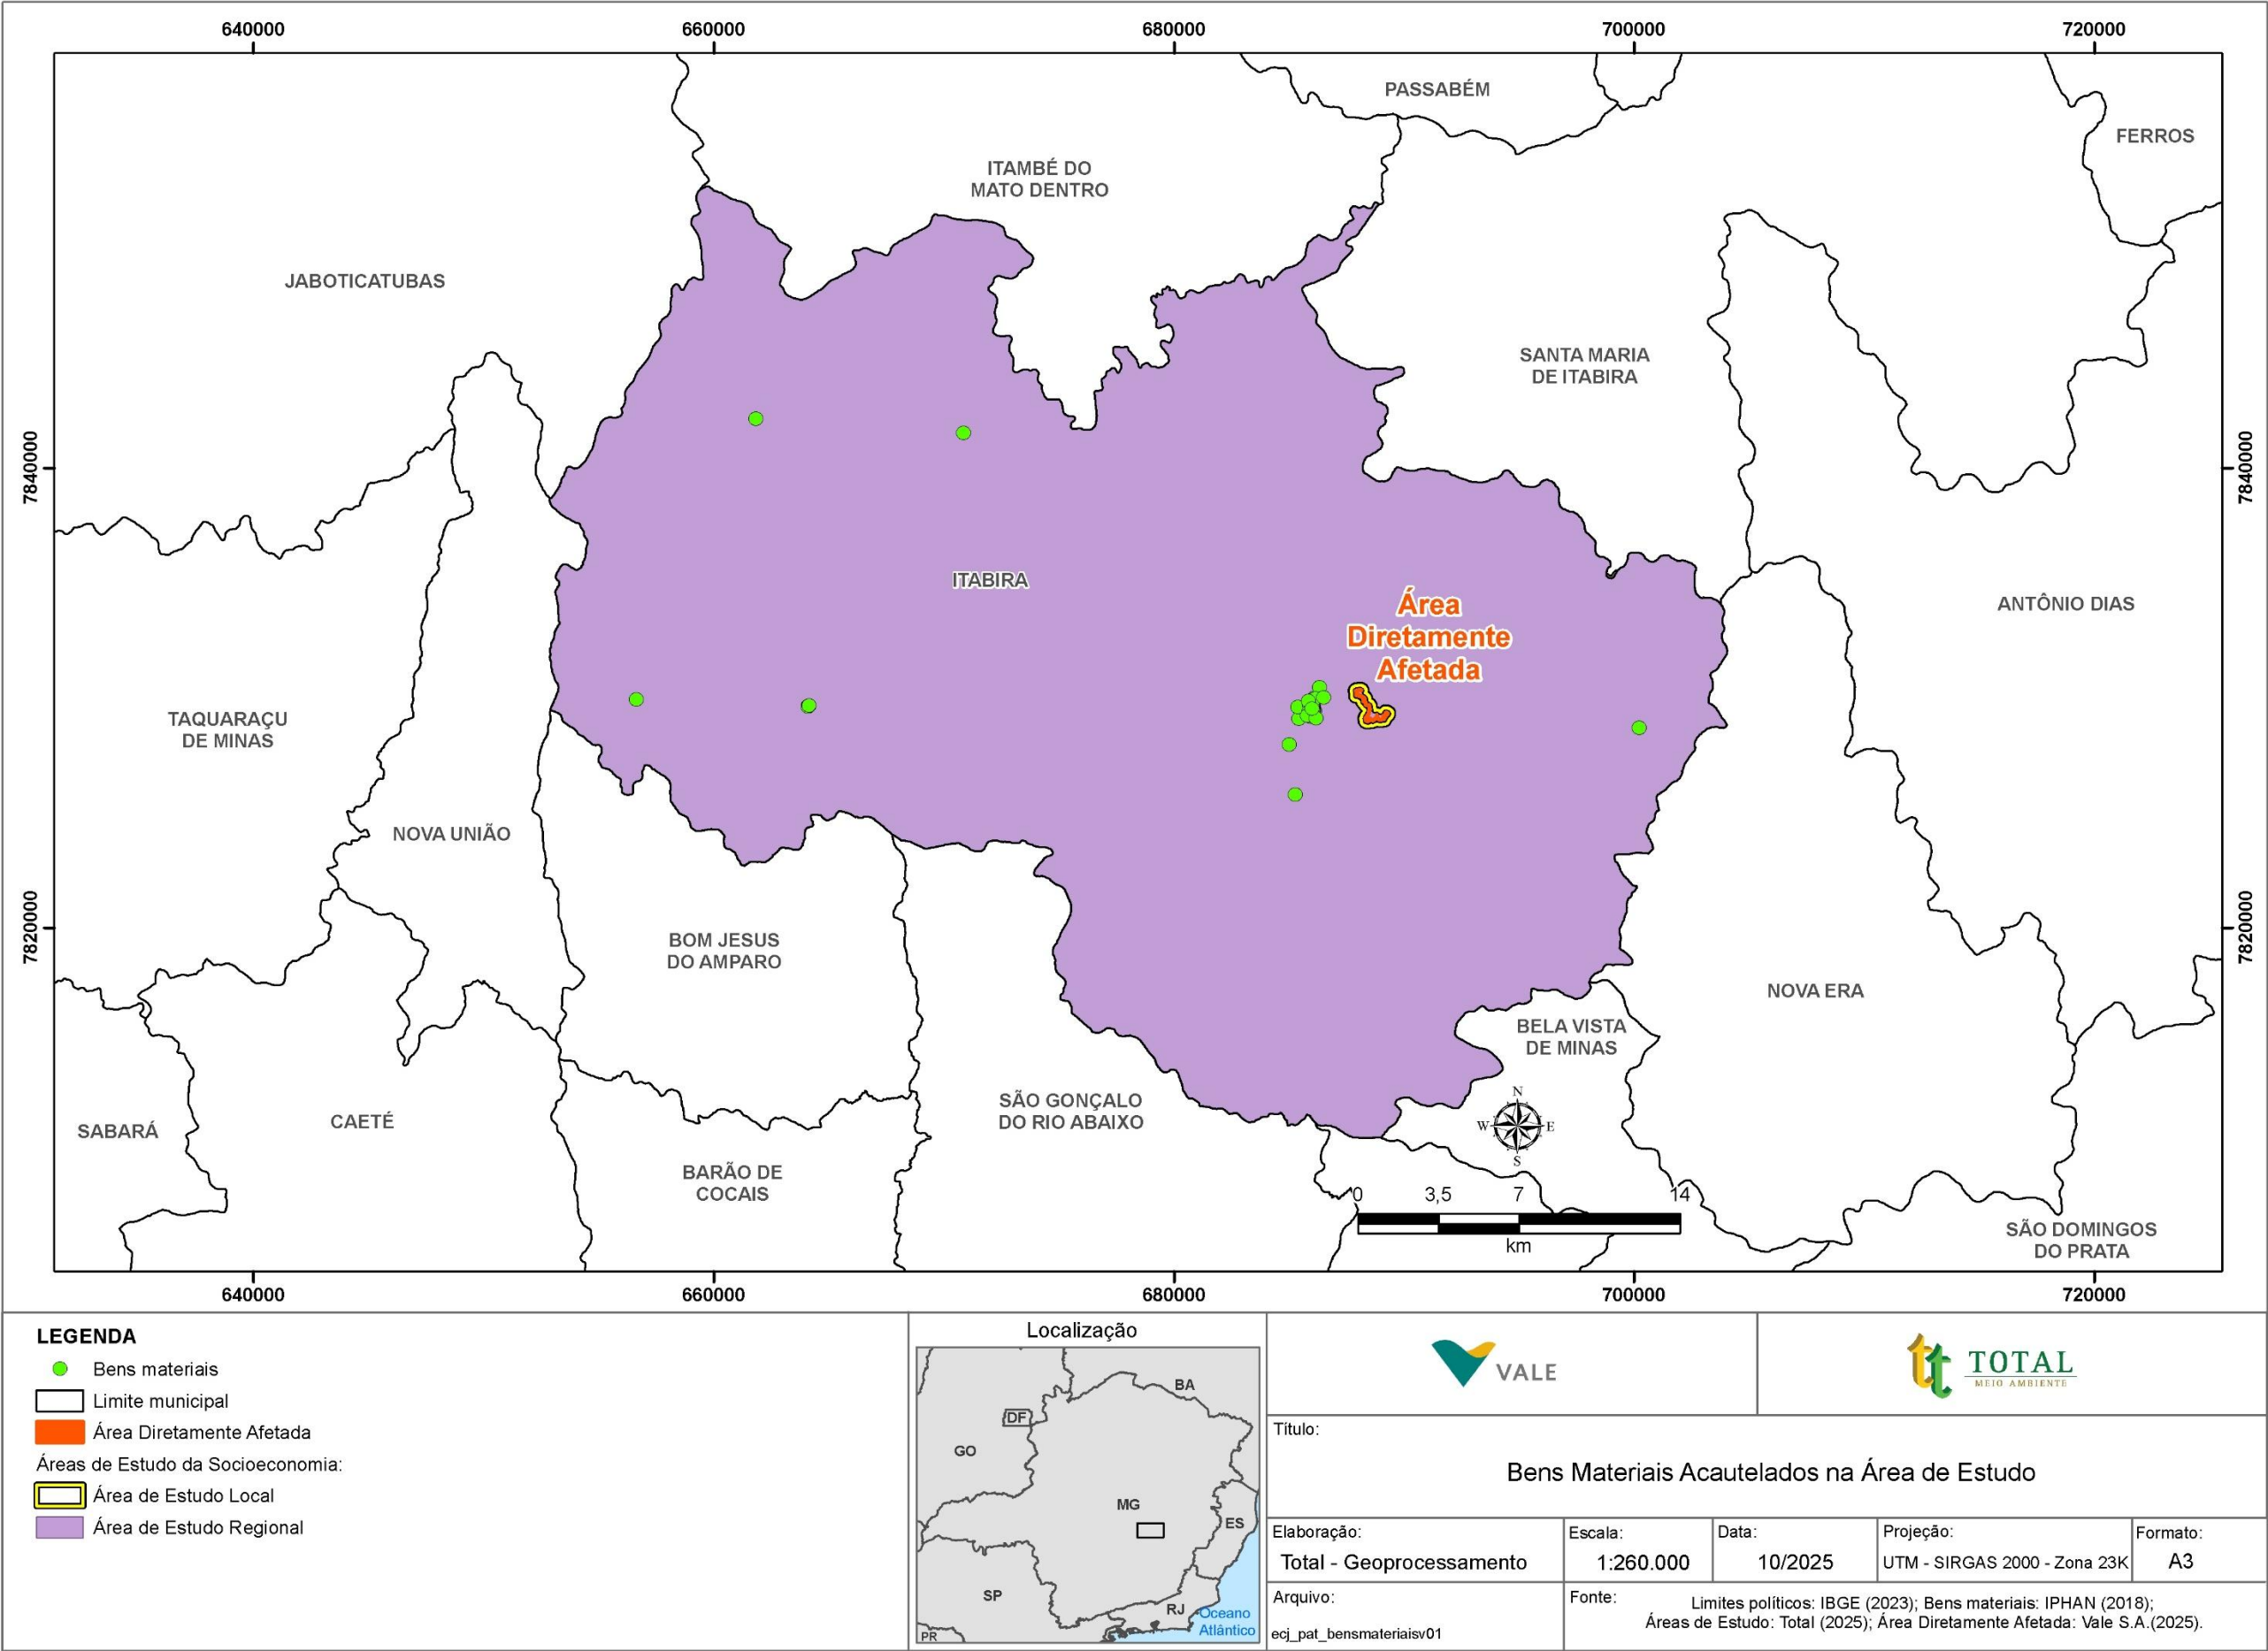 640000
660000
680000
700000
720000
PASSABÉM
FERROS
ITAMBÉ DO
MATO DENTRO
JABOTICATUBAS
SANTA MARIA
DE ITABIRA
7840000
7840000
ITABIRA
ANTÔNIO DIAS
Área
Diretamente
Afetada
TAQUARAÇU
DE MINAS
NOVA UNIÃO
7820000
7820000
BOM JESUS
DO AMPARO
NOVA ERA
BELA VISTA
DE MINAS
SÃO GONÇALO
DO RIO ABAIXO
CAETÉ
SABARÁ
N
W
E
S
BARÃO DE
COCAIS
0 3,5 7 14
km
SÃO DOMINGOS
DO PRATA
640000
660000
680000
700000
720000
LEGENDA
Bens materiais
Limite municipal
Área Diretamente Afetada
Áreas de Estudo da Socioeconomia:
Área de Estudo Local
Área de Estudo Regional
Localização
BA
DF
GO
MG
ES
SP
RJ
Oceano
Atlântico
PR
VALE
tt TOTAL
MEIO AMBIENTE
Título:
Bens Materiais Acautelados na Área de Estudo
Elaboração:
Total - Geoprocessamento
Escala:
1:260.000
Data:
10/2025
Projeção:
UTM - SIRGAS 2000 - Zona 23K
Formato:
A3
Arquivo:
ecj_pat_bensmateriaisv01
Fonte:
Limites políticos: IBGE (2023); Bens materiais: IPHAN (2018);
Áreas de Estudo: Total (2025); Área Diretamente Afetada: Vale S.A.(2025).